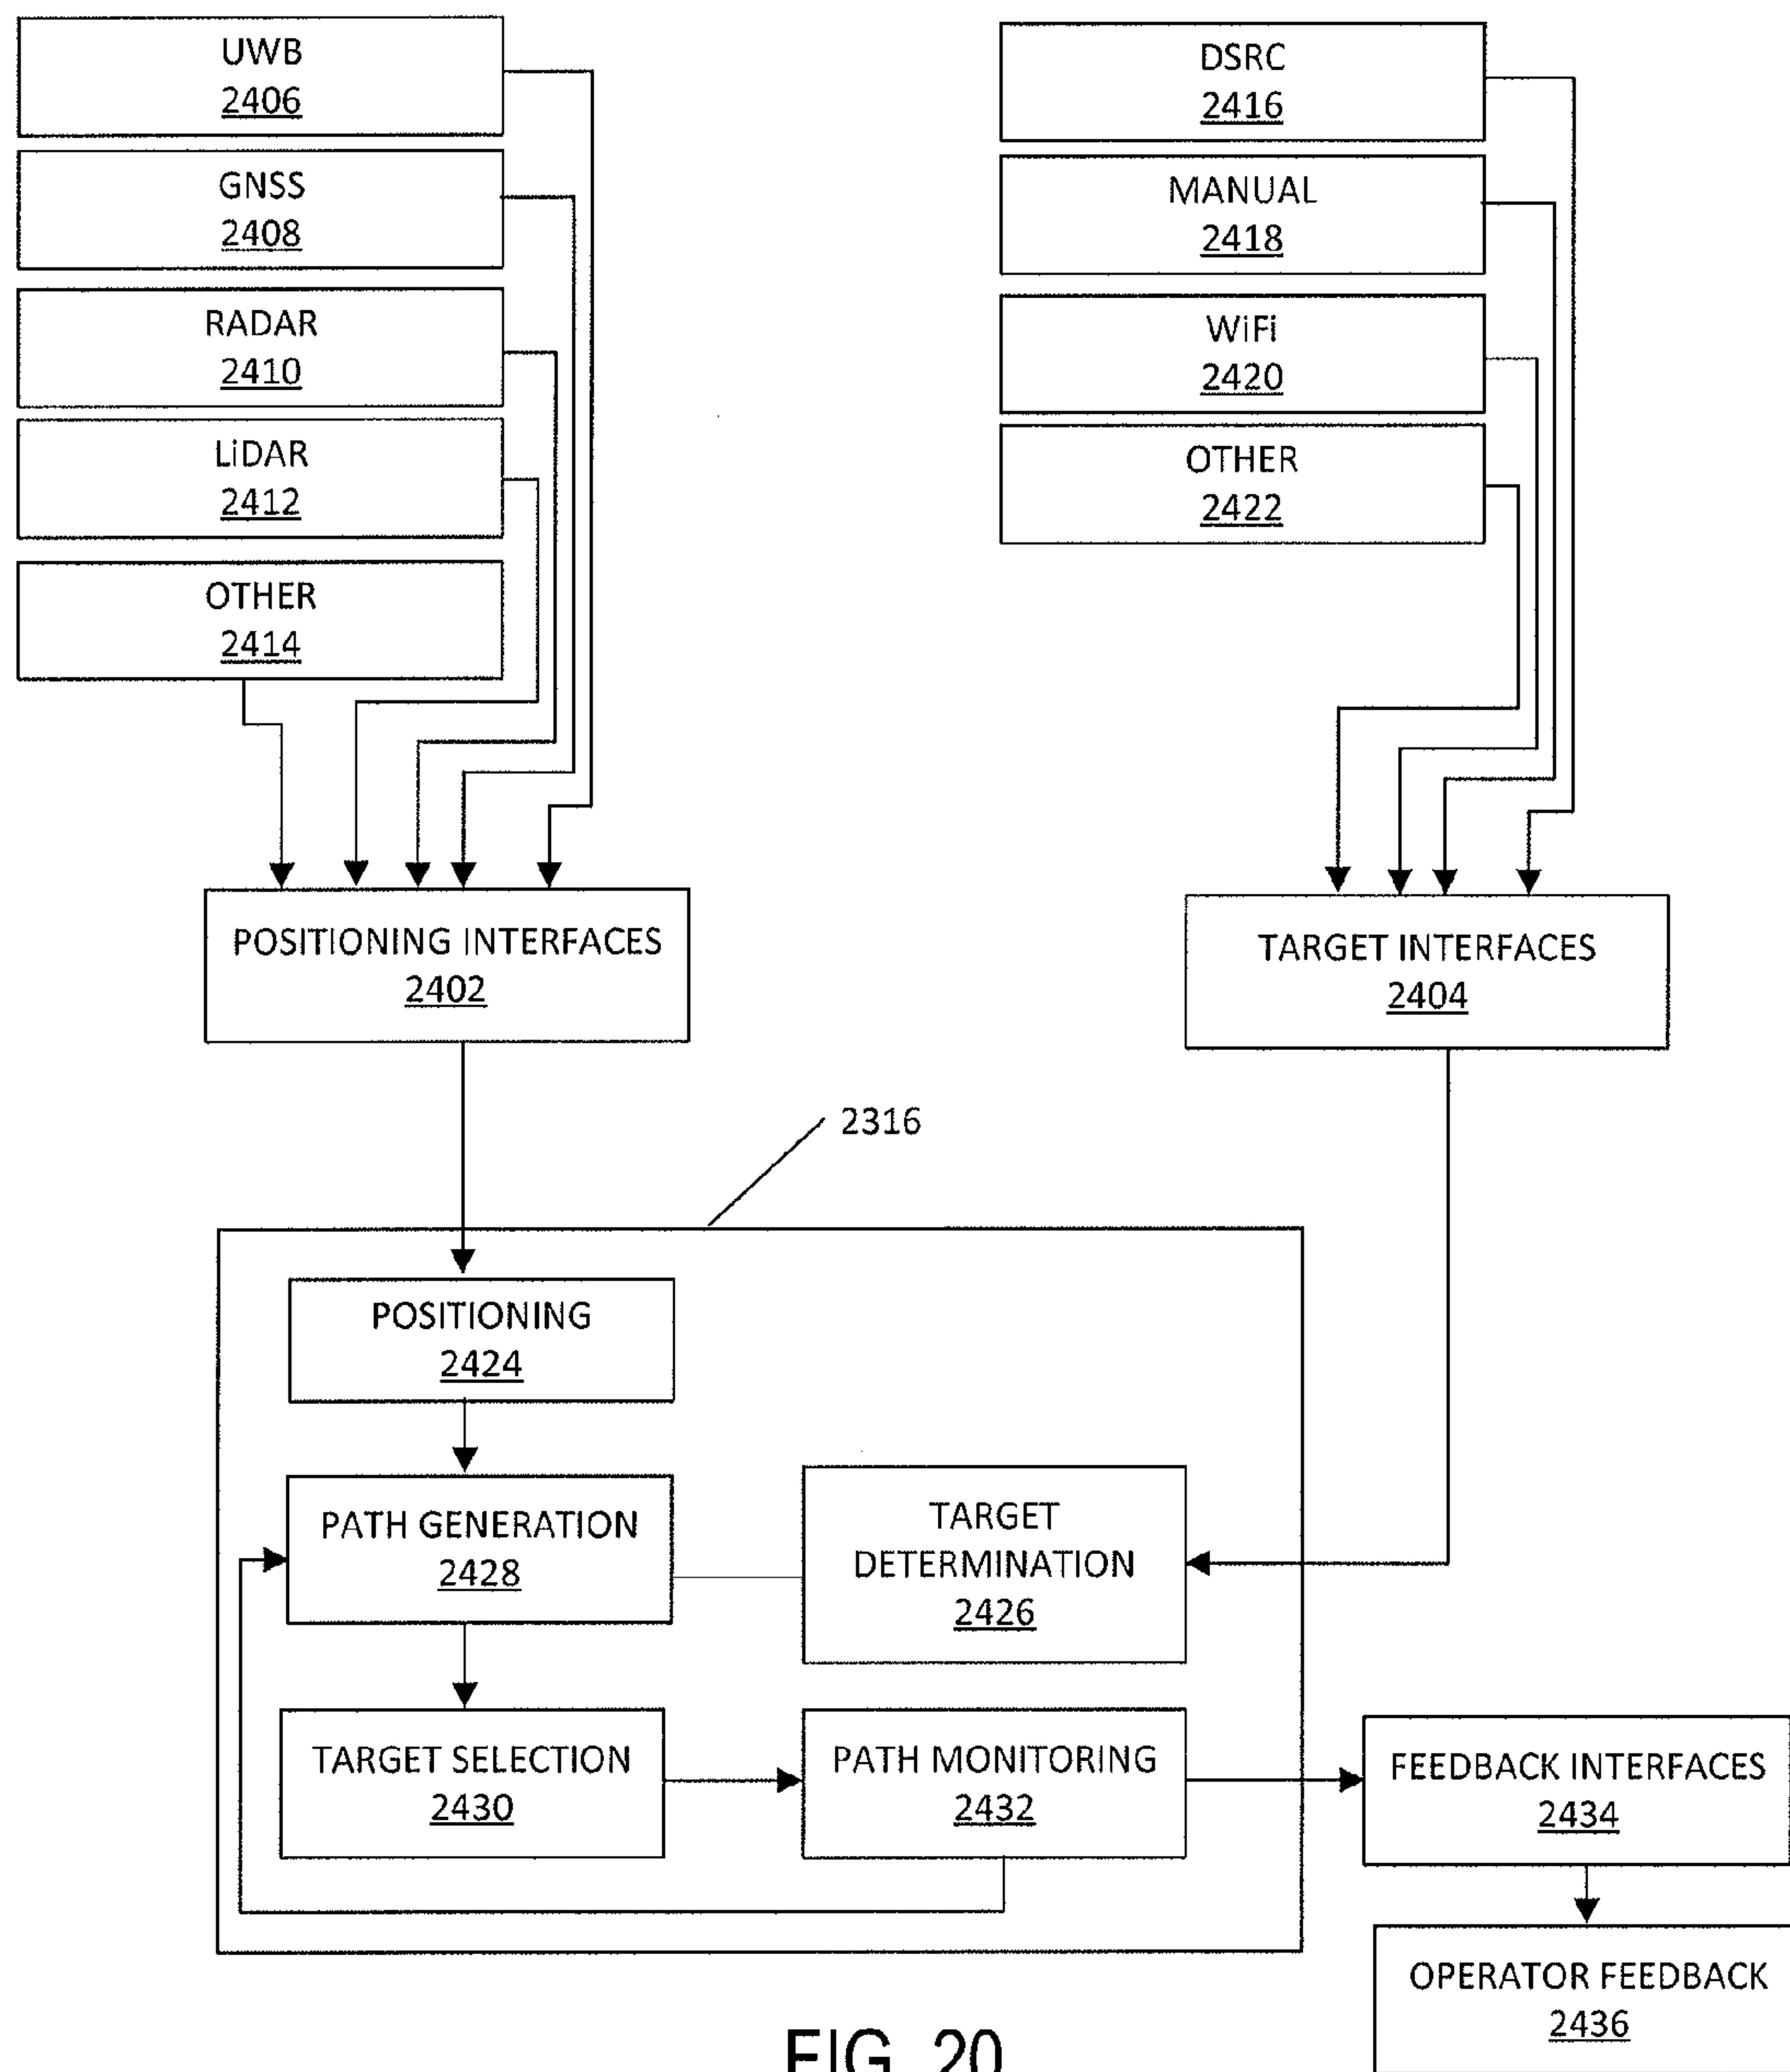 UWB
2406
GNSS
2408
RADAR
2410
LiDAR
2412
OTHER
2414
DSRC
2416
MANUAL
2418
WiFi
2420
OTHER
2422
POSITIONING INTERFACES
2402
TARGET INTERFACES
2404
2316
POSITIONING
2424
PATH GENERATION
2428
TARGET
DETERMINATION
2426
TARGET SELECTION
2430
PATH MONITORING
2432
FEEDBACK INTERFACES
2434
OPERATOR FEEDBACK
2436
FIG. 20